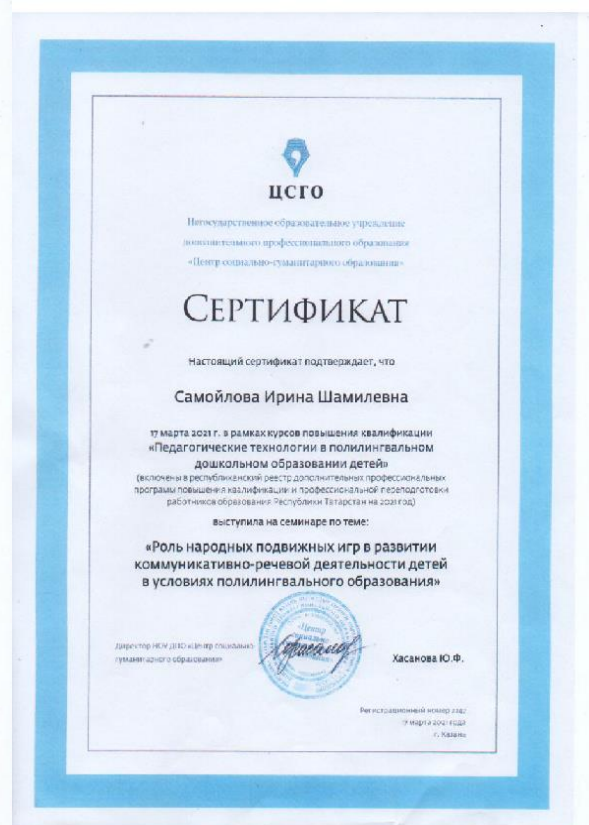 ЦСГО
Негосударственное образовательное учреждение
дополнительного профессионального образования
«Центр социально-гуманитарного образования»
СЕРТИФИКАТ
Настоящий сертификат подтверждает, что
Самойлова Ирина Шамилевна
17 марта 2021 г. в рамках курсов повышения квалификации
«Педагогические технологии в полилингвальном
дошкольном образовании детей»
(включены в республиканский реестр дополнительных профессиональных
программ повышения квалификации и профессиональной переподготовки
работников образования Республики Татарстан на 2021 год)
выступила на семинаре по теме:
«Роль народных подвижных игр в развитии
коммуникативно-речевой деятельности детей
в условиях полилингвального образования»
«Центр
Директор НОУ ДПО «Центр социально-
гуманитарного образования»
Хасанова Ю.Ф.
Регистрационный номер
марта 2021 года
г. Казань